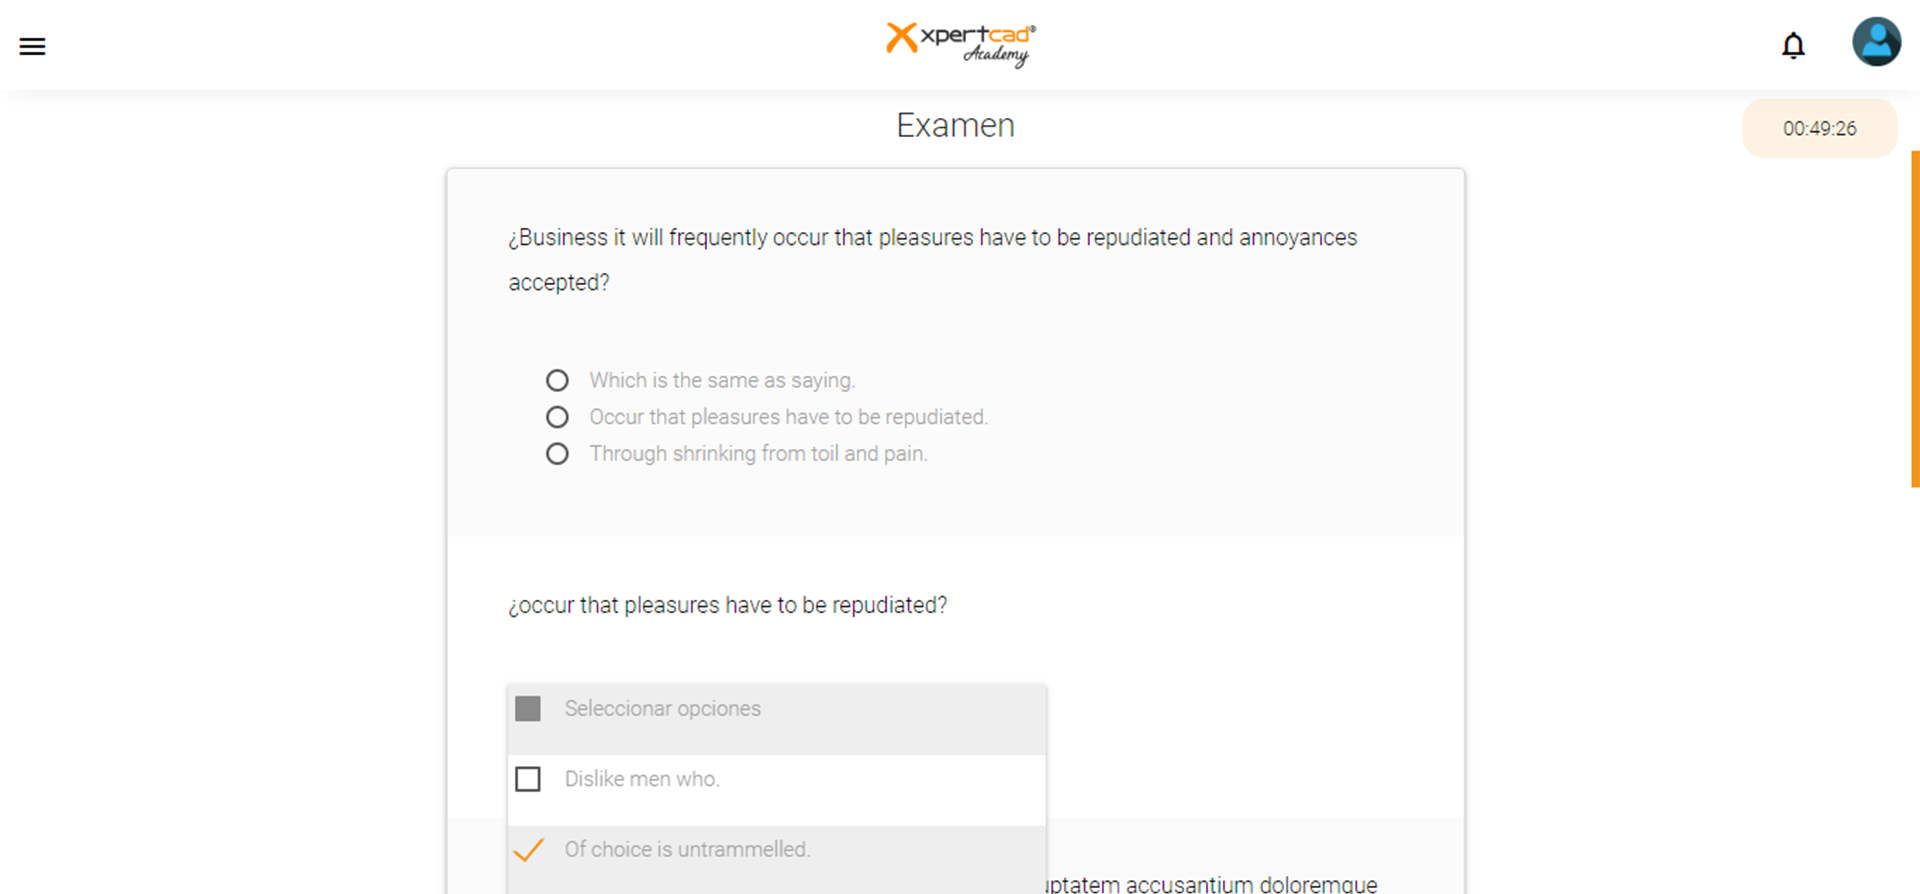 xpertcad®
Academy
Examen
00:49:26
¿Business it will frequently occur that pleasures have to be repudiated and annoyances
accepted?
Which is the same as saying.
Occur that pleasures have to be repudiated.
Through shrinking from toil and pain.
¿occur that pleasures have to be repudiated?
Seleccionar opciones
Dislike men who.
Of choice is untrammelled.
uptatem accusantium doloremque